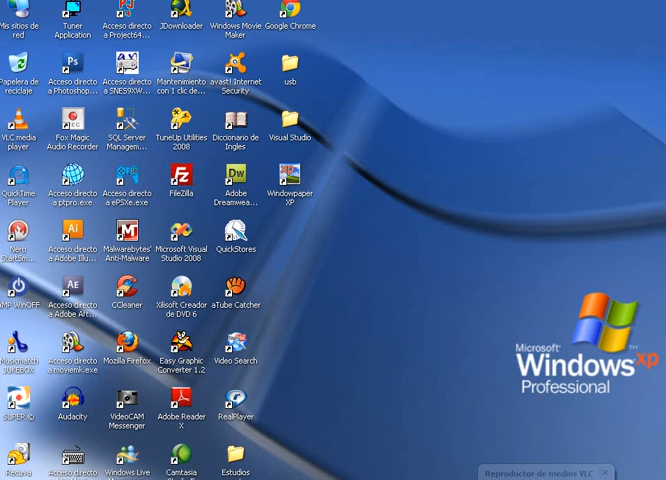 Mis sitios de
red
Tuner
Application
Acceso directo
a Project64...
JDownloader
Windows Movie
Maker
Google Chrome
Papelera de
reciclaje
Acceso directo
a Photoshop...
Acceso directo
a SNES9XW...
Mantenimiento
con 1 clic de...
avast! Internet
Security
usb
VLC media
player
Fox Magic
Audio Recorder
SQL Server
Managem...
TuneUp Utilities
2008
Diccionario de
Ingles
Visual Studio
QuickTime
Player
Acceso directo
a ptpro.exe
Acceso directo
a ePSXe.exe
FileZilla
Adobe
Dreamwea...
Windowpaper
XP
Nero
StartSm...
Acceso directo
a Adobe Illu...
Malwarebytes'
Anti-Malware
Microsoft Visual
Studio 2008
QuickStores
AMP WinOFF
Acceso directo
a Adobe Aft...
CCleaner
Xilisoft Creador
de DVD 6
aTube Catcher
Musicmatch
JUKEBOX
Acceso directo
a moviemk.exe
Mozilla Firefox
Easy Graphic
Converter 1.2
Video Search
SUPER ©
Audacity
VideoCAM
Messenger
Adobe Reader
X
RealPlayer
Recuva
Acceso directo
Windows Live
Camtasia
Estudios
Microsoft®
Windows xp
Professional
Reproductor de medios VLC